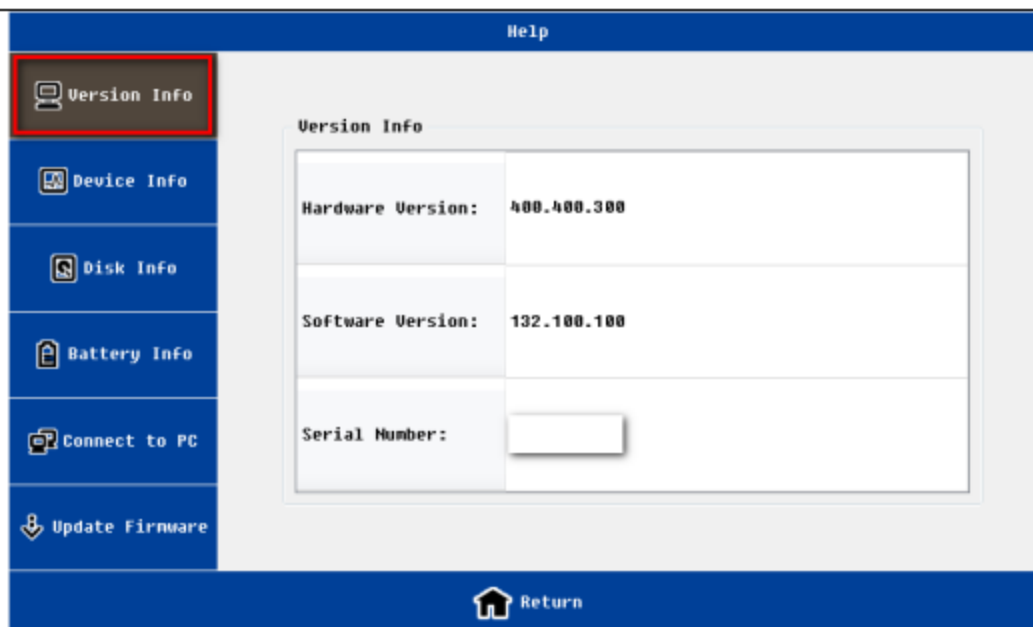 Help
Version Info
Device Info
Disk Info
Battery Info
Connect to PC
Update Firmware
Version Info
Hardware Version: 400.400.300
Software Version: 132.100.100
Serial Number:
Return